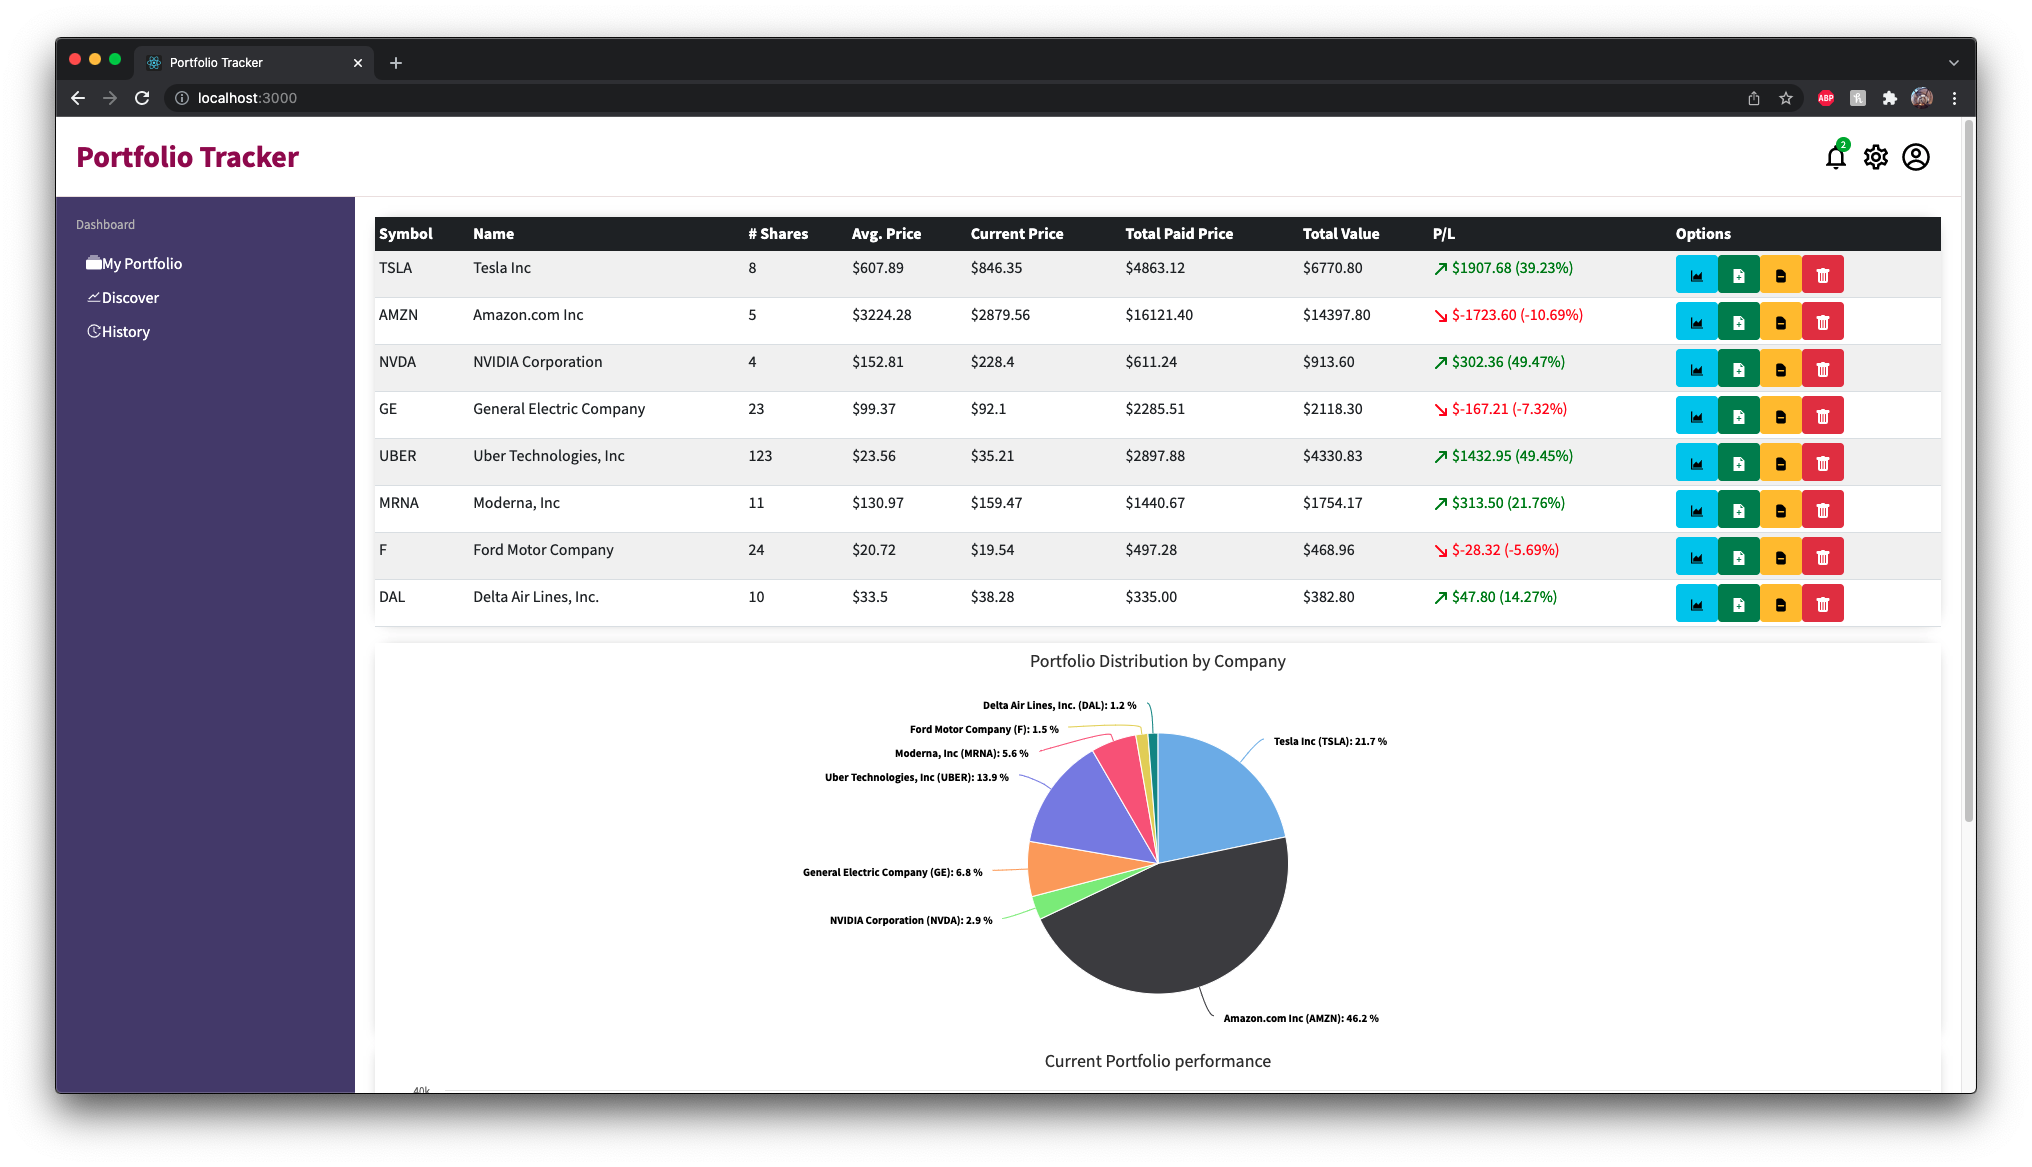 Portfolio Tracker
localhost:3000
ABP
Portfolio Tracker
2
Dashboard
My Portfolio
Discover
History
Symbol Name # Shares Avg. Price Current Price Total Paid Price Total Value P/L Options
TSLA Tesla Inc 8 $607.89 $846.35 $4863.12 $6770.80 $1907.68 (39.23%)
AMZN Amazon.com Inc 5 $3224.28 $2879.56 $16121.40 $14397.80 $-1723.60 (-10.69%)
NVDA NVIDIA Corporation 4 $152.81 $228.4 $611.24 $913.60 $302.36 (49.47%)
GE General Electric Company 23 $99.37 $92.1 $2285.51 $2118.30 $-167.21 (-7.32%)
UBER Uber Technologies, Inc 123 $23.56 $35.21 $2897.88 $4330.83 $1432.95 (49.45%)
MRNA Moderna, Inc 11 $130.97 $159.47 $1440.67 $1754.17 $313.50 (21.76%)
F Ford Motor Company 24 $20.72 $19.54 $497.28 $468.96 $-28.32 (-5.69%)
DAL Delta Air Lines, Inc. 10 $33.5 $38.28 $335.00 $382.80 $47.80 (14.27%)
Portfolio Distribution by Company
Delta Air Lines, Inc. (DAL): 1.2 %
Ford Motor Company (F): 1.5 %
Tesla Inc (TSLA): 21.7 %
Moderna, Inc (MRNA): 5.6 %
Uber Technologies, Inc (UBER): 13.9 %
General Electric Company (GE): 6.8 %
NVIDIA Corporation (NVDA): 2.9 %
Amazon.com Inc (AMZN): 46.2 %
Current Portfolio performance
40k